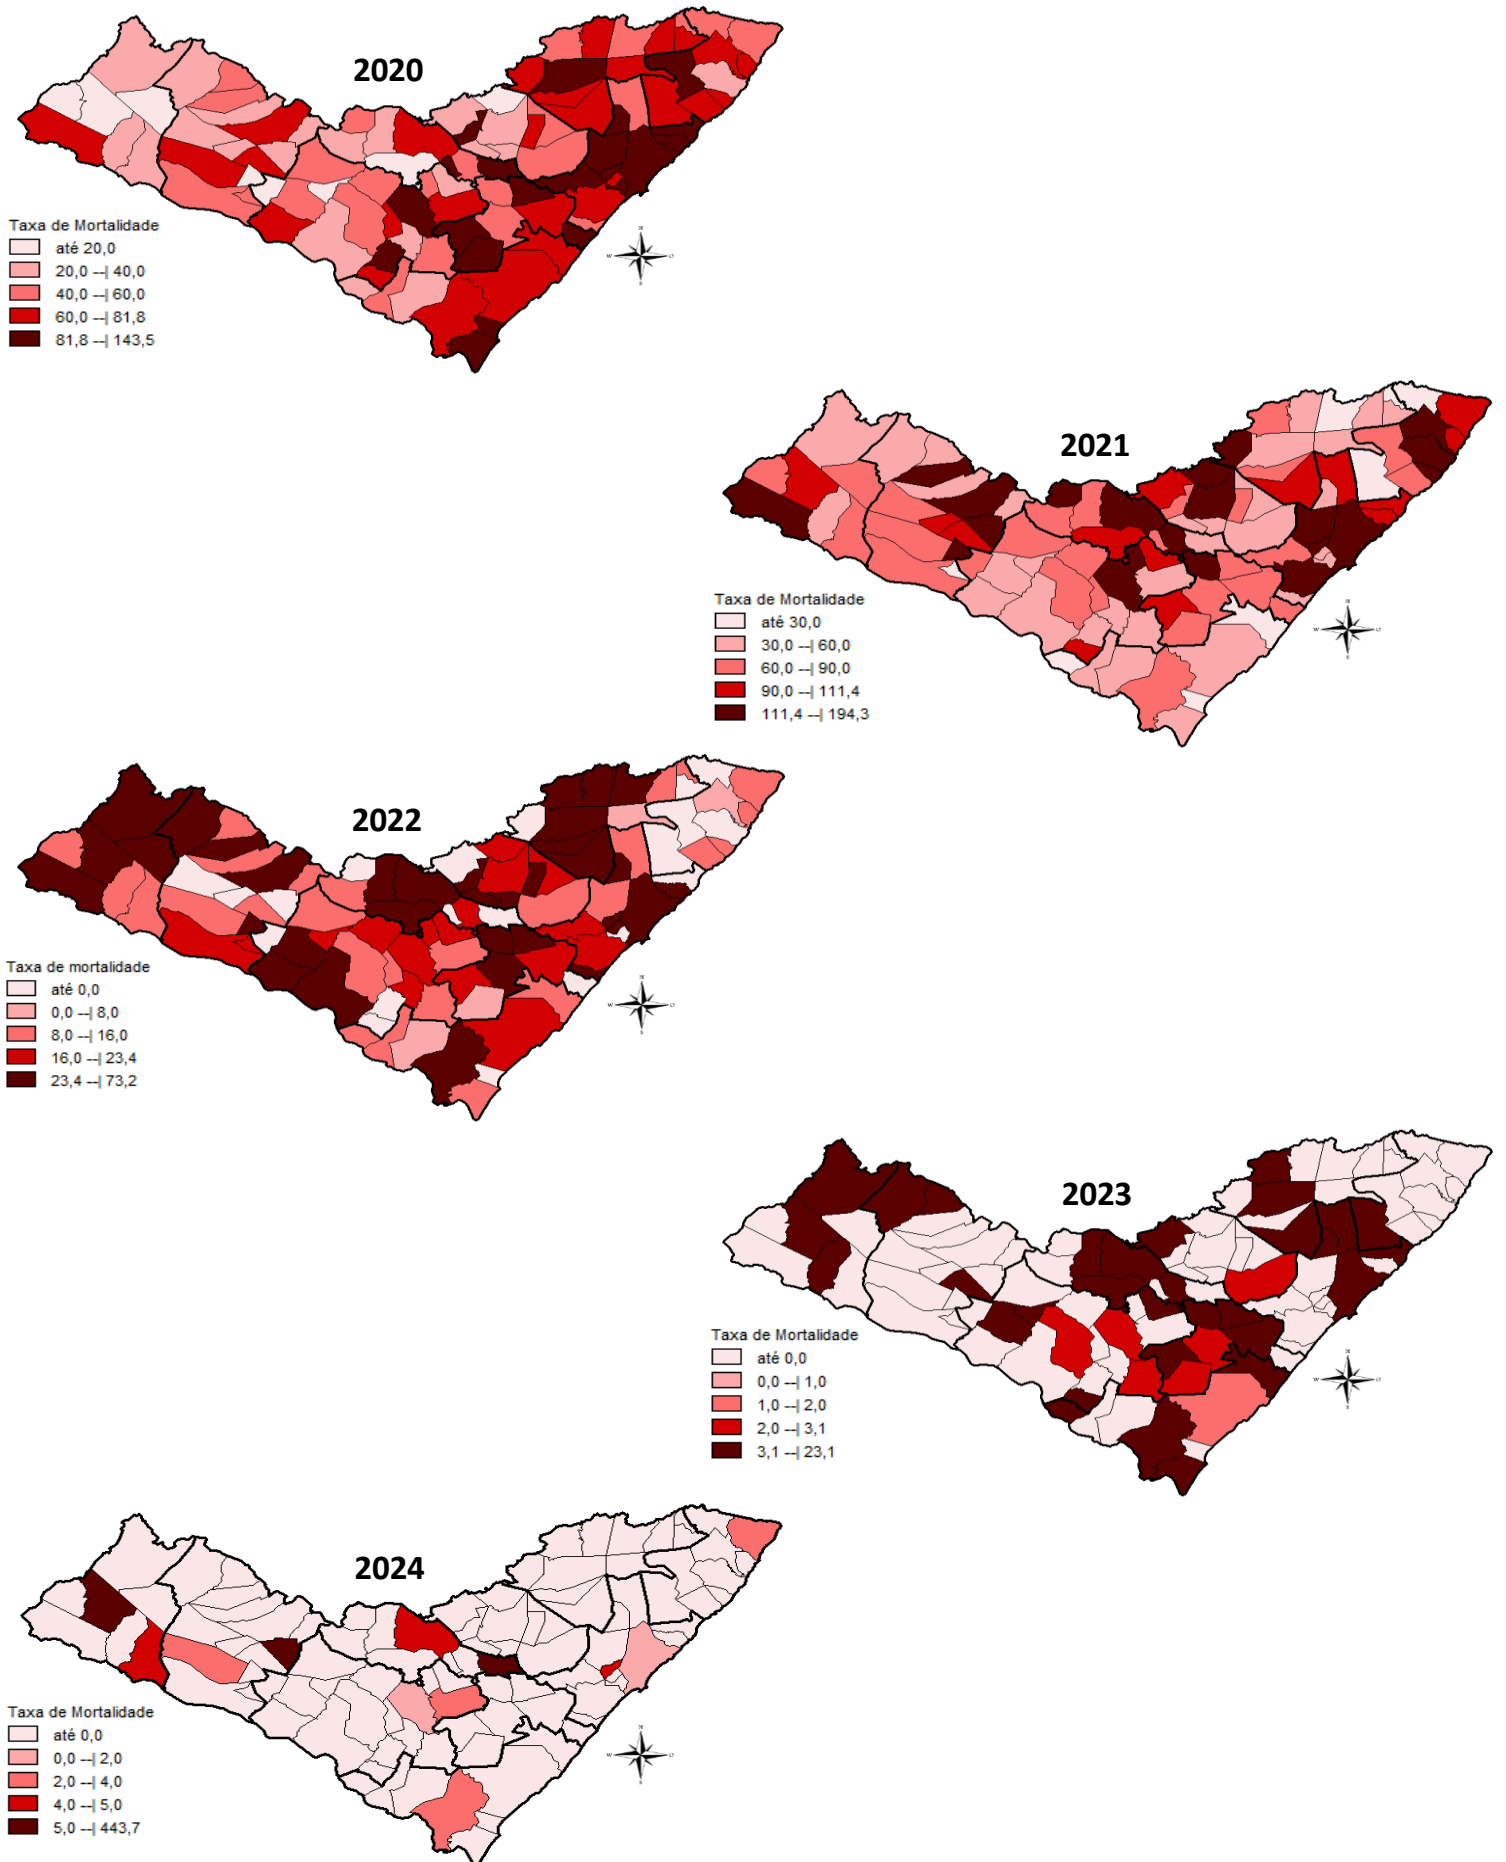 2020
Taxa de Mortalidade
até 20,0
20,0 --| 40,0
40,0 --| 60,0
60,0 --| 81,8
81,8 --| 143,5
N
W
O
S
2021
Taxa de Mortalidade
até 30,0
30,0 --| 60,0
60,0 --| 90,0
90,0 --| 111,4
111,4 --| 194,3
N
W
O
S
2022
Taxa de mortalidade
até 0,0
0,0 --| 8,0
8,0 --| 16,0
16,0 --| 23,4
23,4 --| 73,2
N
W
O
S
2023
Taxa de Mortalidade
até 0,0
0,0 --| 1,0
1,0 --| 2,0
2,0 --| 3,1
3,1 --| 23,1
N
W
O
S
2024
Taxa de Mortalidade
até 0,0
0,0 --| 2,0
2,0 --| 4,0
4,0 --| 5,0
5,0 --| 443,7
N
W
O
S